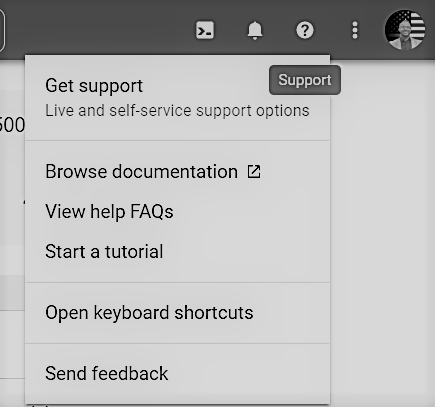 Support
Get support
Live and self-service support options
500
Browse documentation
View help FAQs
Start a tutorial
Open keyboard shortcuts
Send feedback